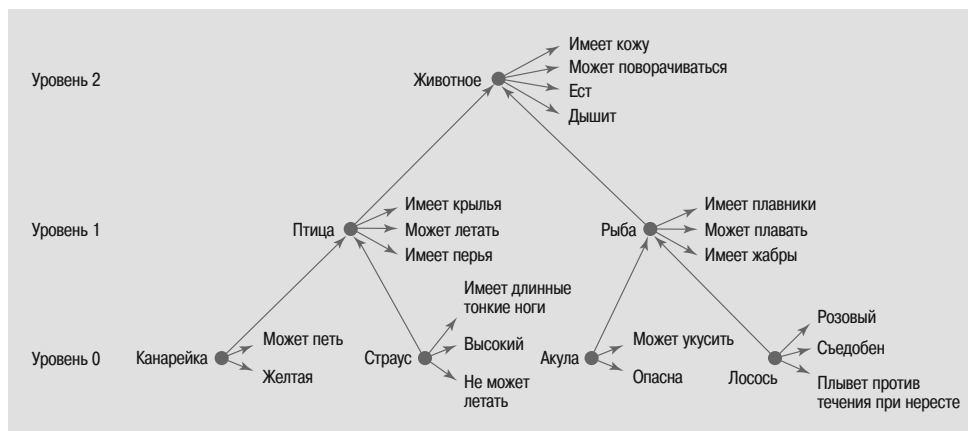 Уровень 2
Животное
Имеет кожу
Может поворачиваться
Ест
Дышит
Уровень 1
Птица
Имеет крылья
Может летать
Имеет перья
Рыба
Имеет плавники
Может плавать
Имеет жабры
Уровень 0
Канарейка
Может петь
Желтая
Страус
Имеет длинные
тонкие ноги
Высокий
Не может
летать
Акула
Может укусить
Опасна
Лосось
Розовый
Съедобен
Плывет против
течения при нересте